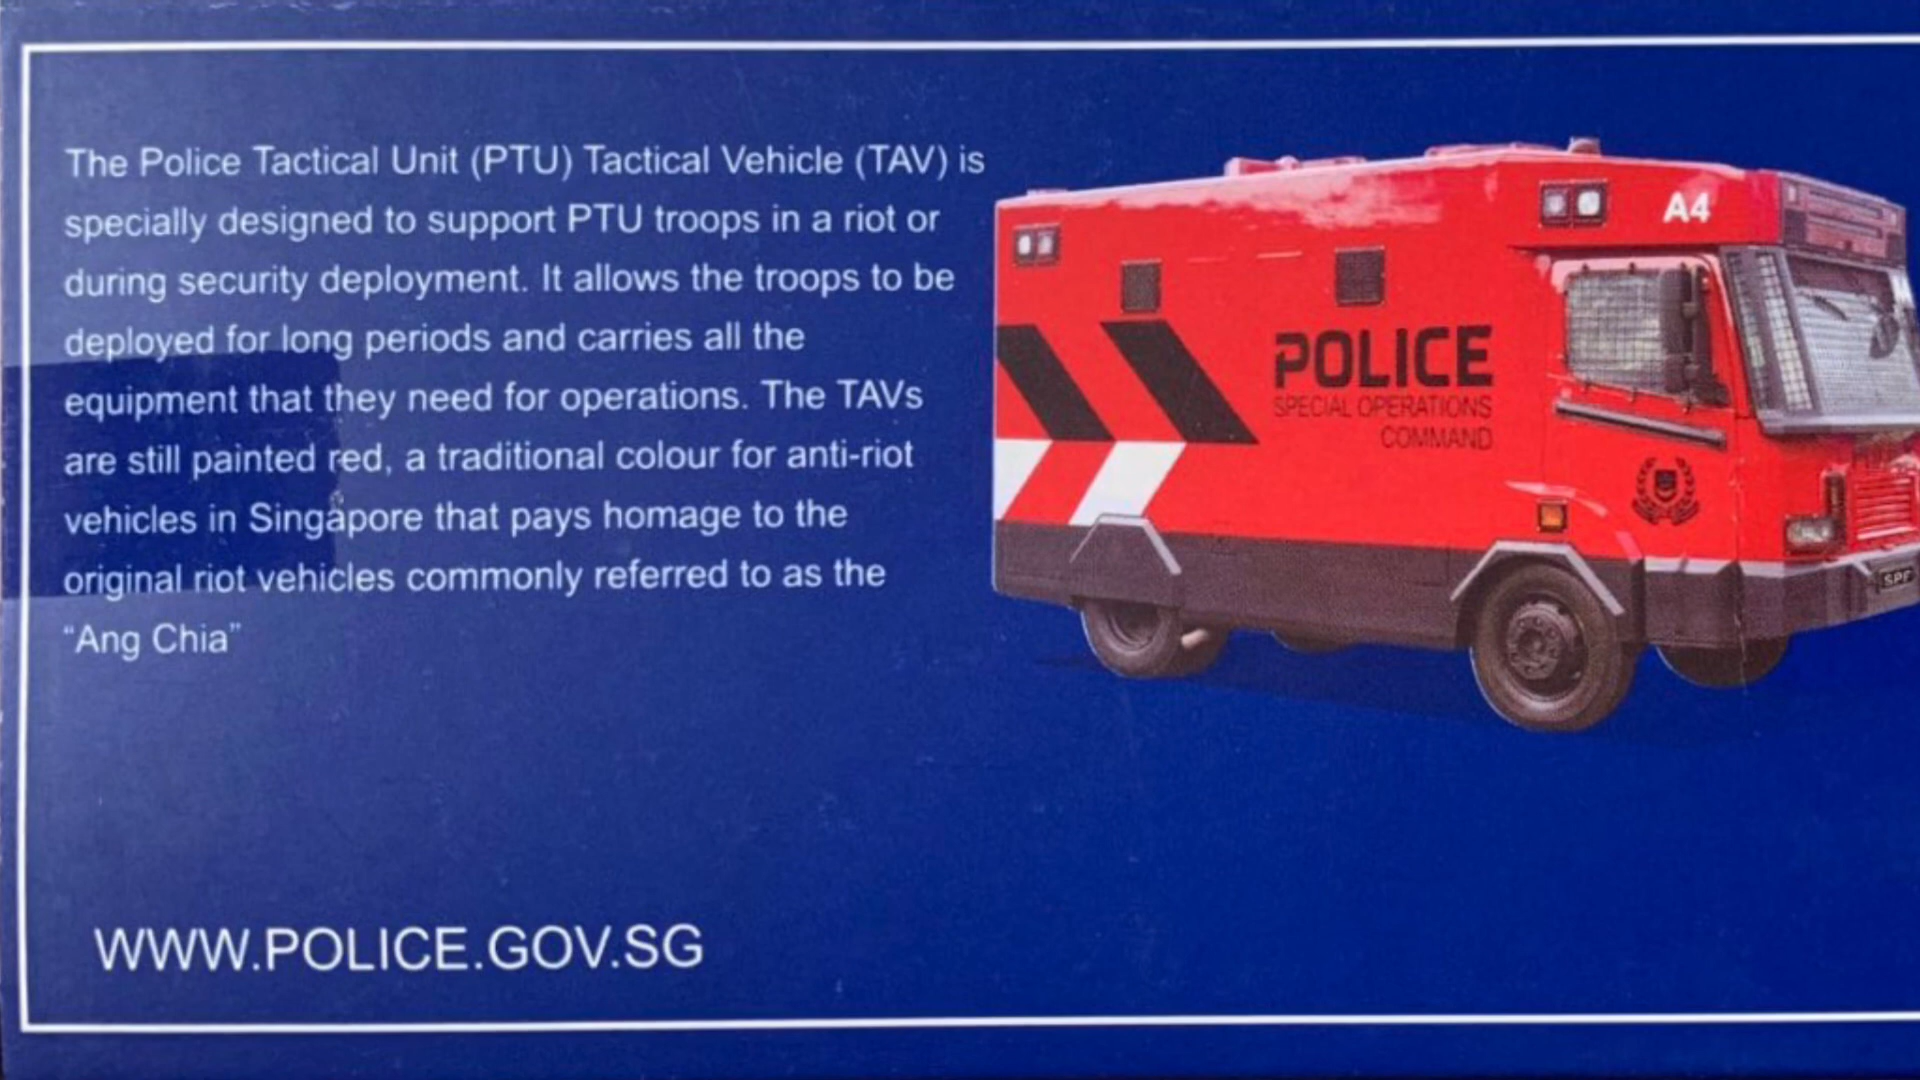 The Police Tactical Unit (PTU) Tactical Vehicle (TAV) is
specially designed to support PTU troops in a riot or
during security deployment. It allows the troops to be
deployed for long periods and carries all the
equipment that they need for operations. The TAVs
are still painted red, a traditional colour for anti-riot
vehicles in Singapore that pays homage to the
original riot vehicles commonly referred to as the
“Ang Chia”
A4
POLICE
SPECIAL OPERATIONS
COMMAND
SPF
WWW.POLICE.GOV.SG